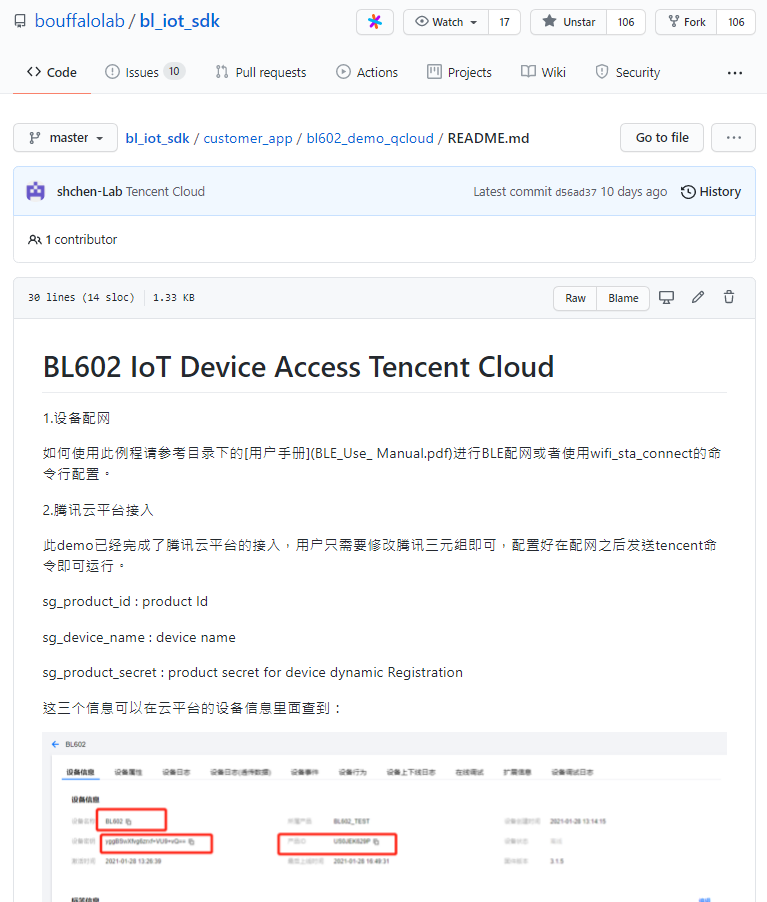 bouffalolab / bl_iot_sdk
Watch 17
Unstar 106
Fork 106
Code
Issues 10
Pull requests
Actions
Projects
Wiki
Security
master
bl_iot_sdk / customer_app / bl602_demo_qcloud / README.md
Go to file
shchen-Lab Tencent Cloud
Latest commit d56ad37 10 days ago
History
1 contributor
30 lines (14 sloc) 1.33 KB
Raw
Blame
BL602 IoT Device Access Tencent Cloud
1.设备配网
如何使用此例程请参考目录下的[用户手册](BLE_Use_ Manual.pdf)进行BLE配网或者使用wifi_sta_connect的命
令行配置。
2.腾讯云平台接入
此demo已经完成了腾讯云平台的接入，用户只需要修改腾讯三元组即可，配置好在配网之后发送tencent命
令即可运行。
sg_product_id : product Id
sg_device_name : device name
sg_product_secret : product secret for device dynamic Registration
这三个信息可以在云平台的设备信息里面查到：
BL602
设备信息 设备属性 设备日志 设备日志(透传数据) 设备事件 设备行为 设备上下线日志 在线调试 扩展信息 设备调试日志
设备信息
设备名称 BL602 所属产品 BL602_TEST 设备创建时间 2021-01-28 13:14:15
设备密钥 产品ID 设备状态
激活时间 2021-01-28 13:26:39 最后上线时间 2021-01-28 16:49:31 固件版本 3.1.5
标签信息